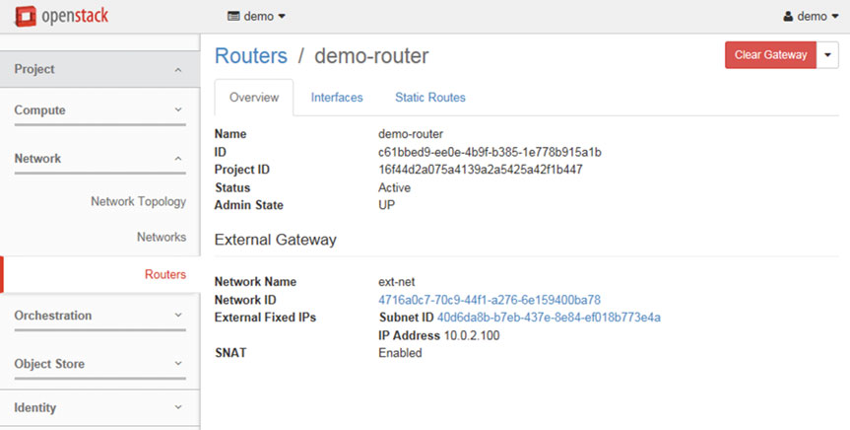 openstack demo demo
Project
Compute
Network
Network Topology
Networks
Routers
Orchestration
Object Store
Identity
Routers / demo-router Clear Gateway
Overview Interfaces Static Routes
Name demo-router
ID c61bbed9-ee0e-4b9f-b385-1e778b915a1b
Project ID 16f44d2a075a4139a2a5425a42f1b447
Status Active
Admin State UP
External Gateway
Network Name ext-net
Network ID 4716a0c7-70c9-44f1-a276-6e159400ba78
External Fixed IPs Subnet ID 40d6da8b-b7eb-437e-8e84-ef018b773e4a
IP Address 10.0.2.100
SNAT Enabled